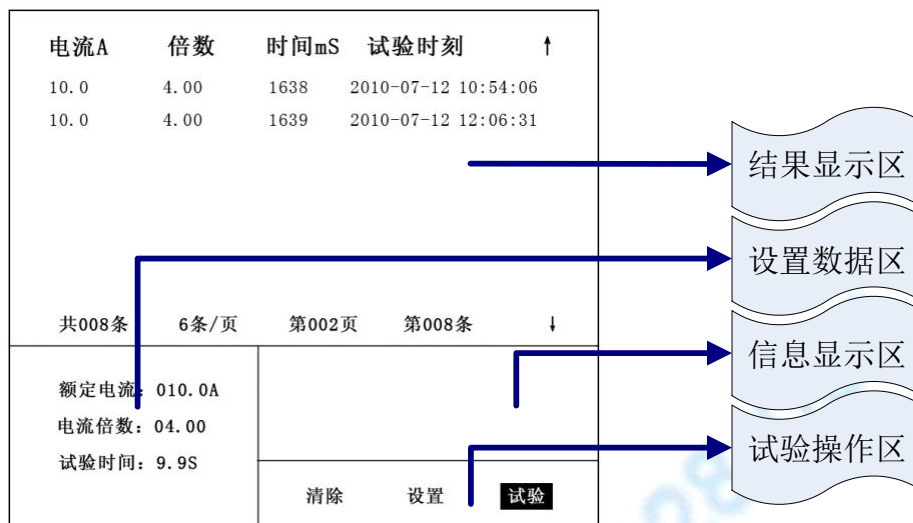 电流A 倍数 时间mS 试验时刻 ↑
10.0 4.00 1638 2010-07-12 10:54:06
10.0 4.00 1639 2010-07-12 12:06:31
结果显示区
设置数据区
共008条 6条/页 第002页 第008条 ↓
信息显示区
额定电流：010.0A
电流倍数：04.00
试验时间：9.9S
试验操作区
清除 设置 试验